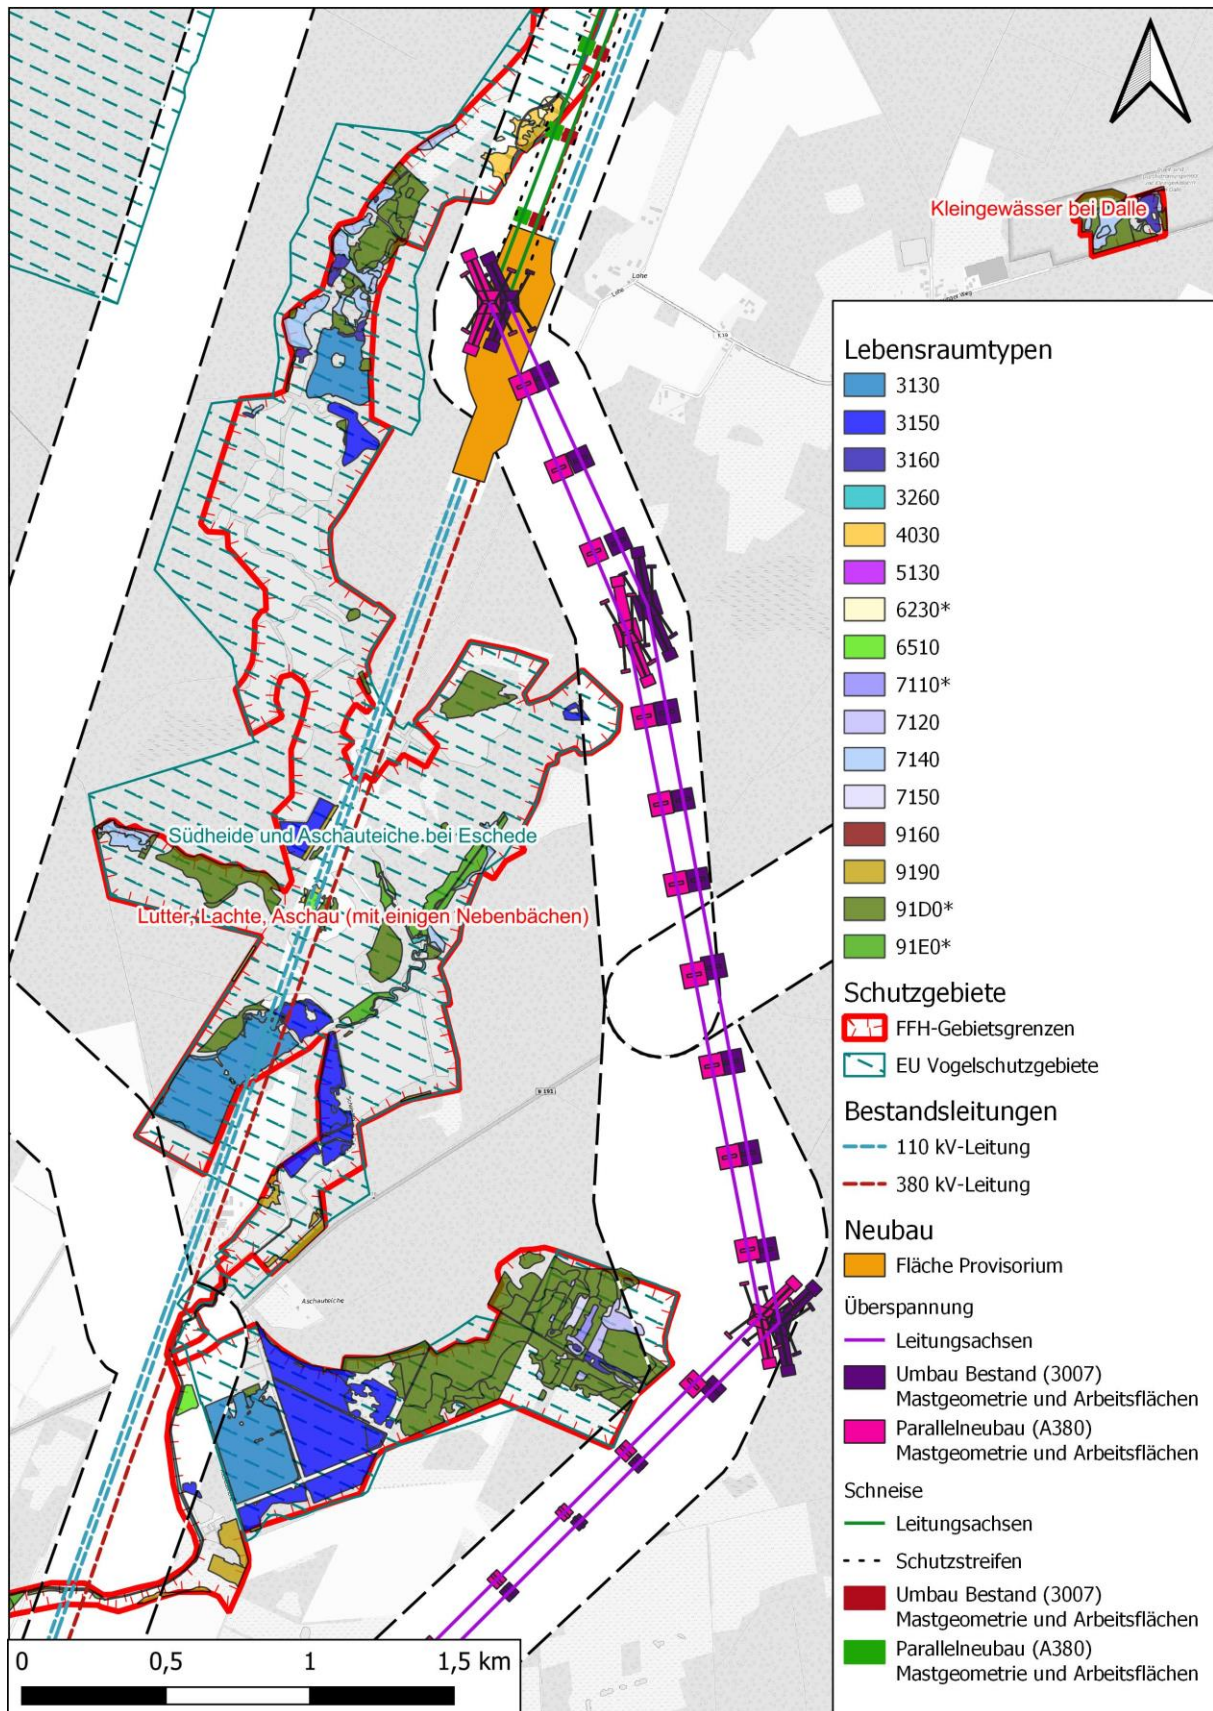 Kleingewässer bei Dalle
Lohe
Lohe
K 19
Südheide und Aschauteiche bei Eschede
Lutter, Lachte, Aschau (mit einigen Nebenbächen)
B 191
Aschauteiche
Lebensraumtypen
3130
3150
3160
3260
4030
5130
6230*
6510
7110*
7120
7140
7150
9160
9190
91D0*
91E0*
Schutzgebiete
FFH-Gebietsgrenzen
EU Vogelschutzgebiete
Bestandsleitungen
110 kV-Leitung
380 kV-Leitung
Neubau
Fläche Provisorium
Überspannung
Leitungsachsen
Umbau Bestand (3007)
Mastgeometrie und Arbeitsflächen
Parallelneubau (A380)
Mastgeometrie und Arbeitsflächen
Schneise
Leitungsachsen
Schutzstreifen
Umbau Bestand (3007)
Mastgeometrie und Arbeitsflächen
Parallelneubau (A380)
Mastgeometrie und Arbeitsflächen
0 0,5 1 1,5 km